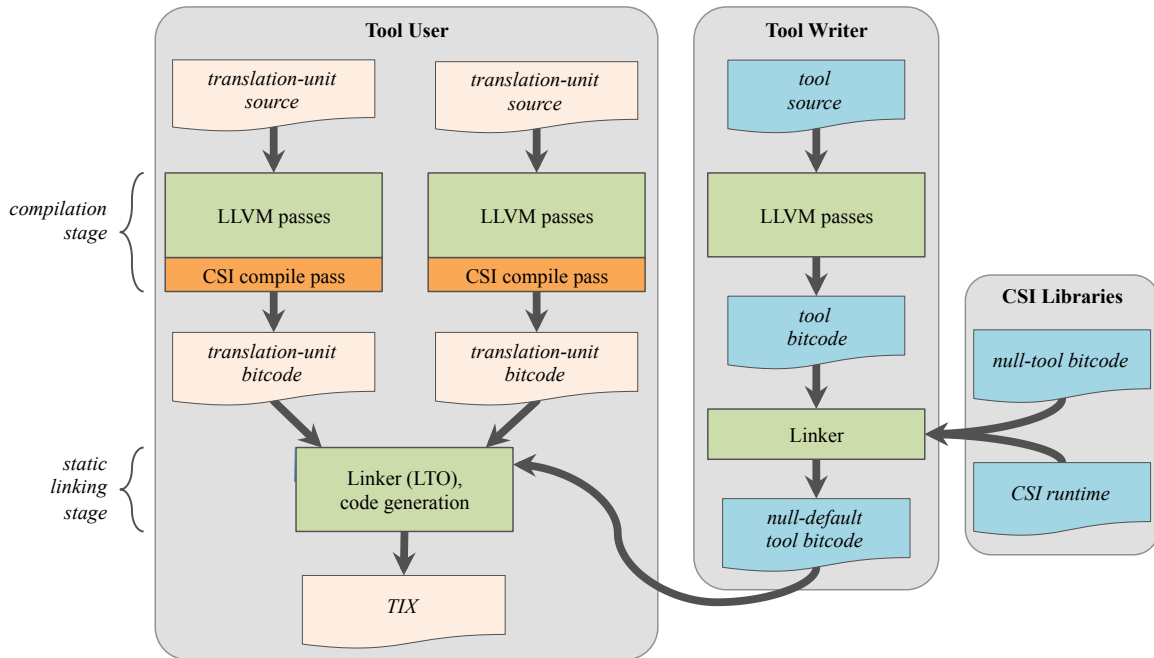 Tool User
translation-unit
source
translation-unit
source
compilation
stage
LLVM passes
CSI compile pass
LLVM passes
CSI compile pass
translation-unit
bitcode
translation-unit
bitcode
static
linking
stage
Linker (LTO),
code generation
TIX
Tool Writer
tool
source
LLVM passes
tool
bitcode
Linker
null-default
tool bitcode
CSI Libraries
null-tool bitcode
CSI runtime